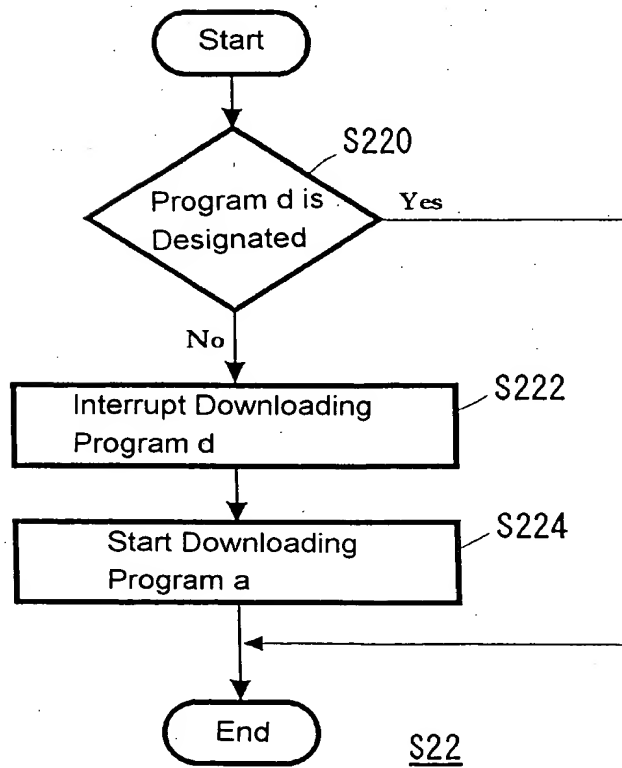 Start
S220
Program d is
Designated
Yes
No
S222
Interrupt Downloading
Program d
S224
Start Downloading
Program a
End
S22